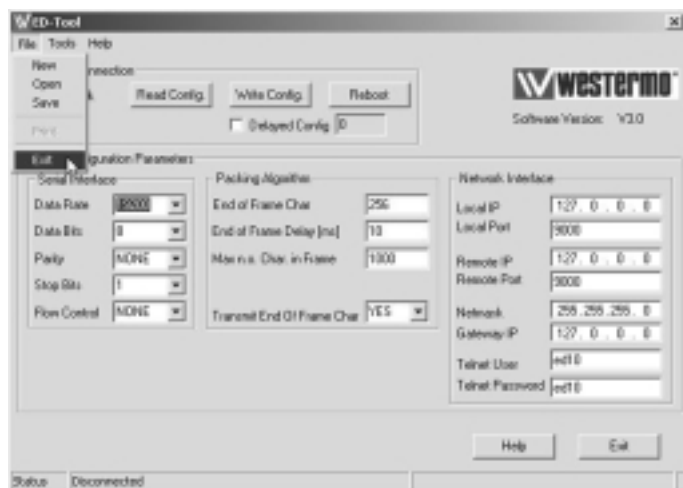 ED-Tool
File Tools Help
New
Open
Save
Print
Exit
Read Config.
Write Config.
Reboot
Delayed Config 0
westermo
Software Version: V3.0
Serial Interface
Data Rate 19200
Data Bits 8
Parity NONE
Stop Bits 1
Flow Control NONE
Packing Algorithm
End of Frame Char 256
End of Frame Delay [ms] 10
Max n.o. Char. in Frame 1000
Transmit End Of Frame Char YES
Network Interface
Local IP 127. 0 . 0 . 0
Local Port 9000
Remote IP 127. 0 . 0 . 0
Remote Port 9000
Netmask 255.255.255. 0
Gateway IP 127. 0 . 0 . 0
Telnet User ed10
Telnet Password ed10
Help
Exit
Status Disconnected